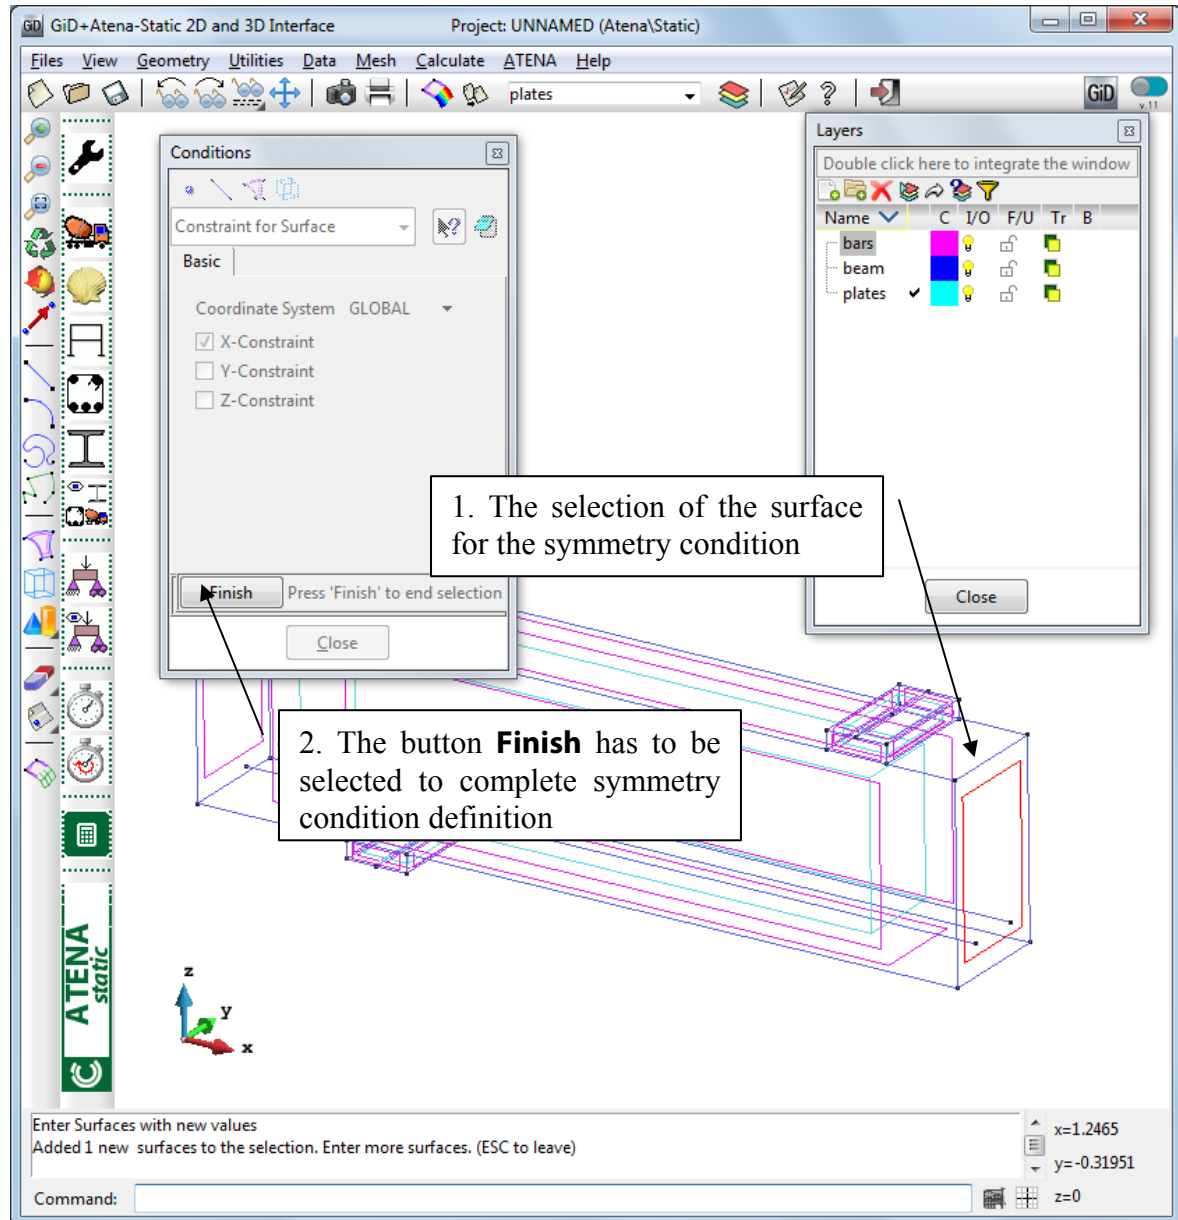 GiD GiD+Atena-Static 2D and 3D Interface Project: UNNAMED (Atena\Static)
Files View Geometry Utilities Data Mesh Calculate ATENA Help
plates GiD
v.11
Conditions
Constraint for Surface
Basic
Coordinate System GLOBAL
X-Constraint
Y-Constraint
Z-Constraint
Finish Press 'Finish' to end selection
Close
Layers
Double click here to integrate the window
Name C I/O F/U Tr B
bars
beam
plates
Close
1. The selection of the surface
for the symmetry condition
2. The button Finish has to be
selected to complete symmetry
condition definition
ATENA
static
z
y
x
Enter Surfaces with new values
Added 1 new surfaces to the selection. Enter more surfaces. (ESC to leave)
Command:
x=1.2465
y=-0.31951
z=0